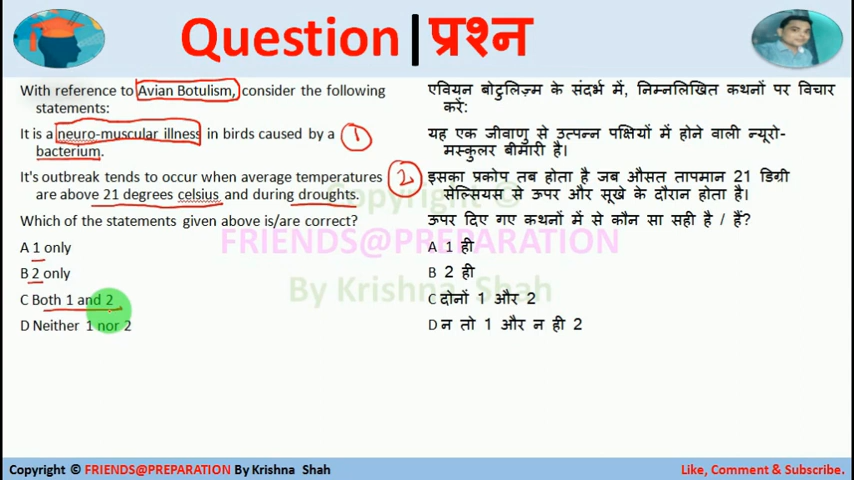 Question|प्रश्न
With reference to Avian Botulism, consider the following
statements:
It is a neuro-muscular illness in birds caused by a
bacterium.
1
It's outbreak tends to occur when average temperatures
are above 21 degrees celsius and during droughts.
2
Which of the statements given above is/are correct?
A 1 only
B 2 only
C Both 1 and 2
D Neither 1 nor 2
एवियन बोटुलिज़्म के संदर्भ में, निम्नलिखित कथनों पर विचार
करें:
यह एक जीवाणु से उत्पन्न पक्षियों में होने वाली न्यूरो-
मस्कुलर बीमारी है।
इसका प्रकोप तब होता है जब औसत तापमान 21 डिग्री
सेल्सियस से ऊपर और सूखे के दौरान होता है।
ऊपर दिए गए कथनों में से कौन सा सही है / हैं?
A 1 ही
B 2 ही
C दोनों 1 और 2
D न तो 1 और न ही 2
Copyright ©
FRIENDS@PREPARATION
By Krishna Shah
Copyright © FRIENDS@PREPARATION By Krishna Shah
Like, Comment & Subscribe.